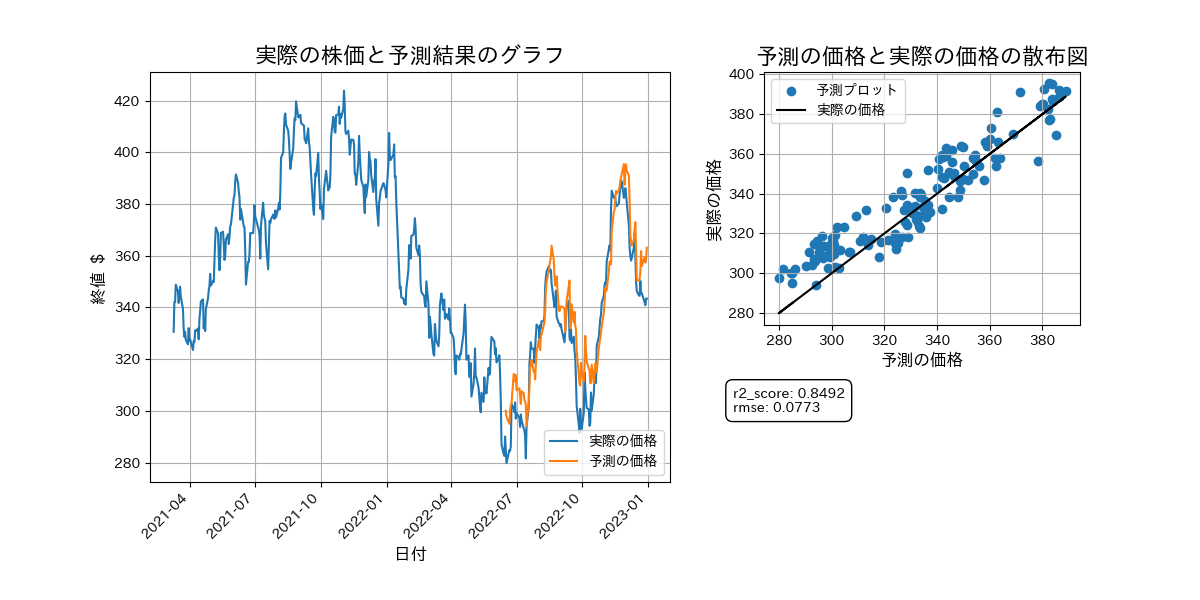 実際の株価と予測結果のグラフ
終値 $
420
400
380
360
340
320
300
280
実際の価格
予測の価格
2021-04
2021-07
2021-10
2022-01
2022-04
2022-07
2022-10
2023-01
日付
予測の価格と実際の価格の散布図
実際の価格
400
380
360
340
320
300
280
予測プロット
実際の価格
280
300
320
340
360
380
予測の価格
r2_score: 0.8492
rmse: 0.0773